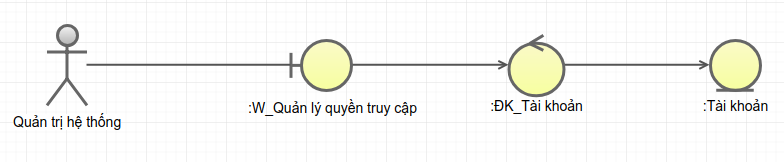 Quản trị hệ thống
:W_Quản lý quyền truy cập
:ĐK_Tài khoản
:Tài khoản